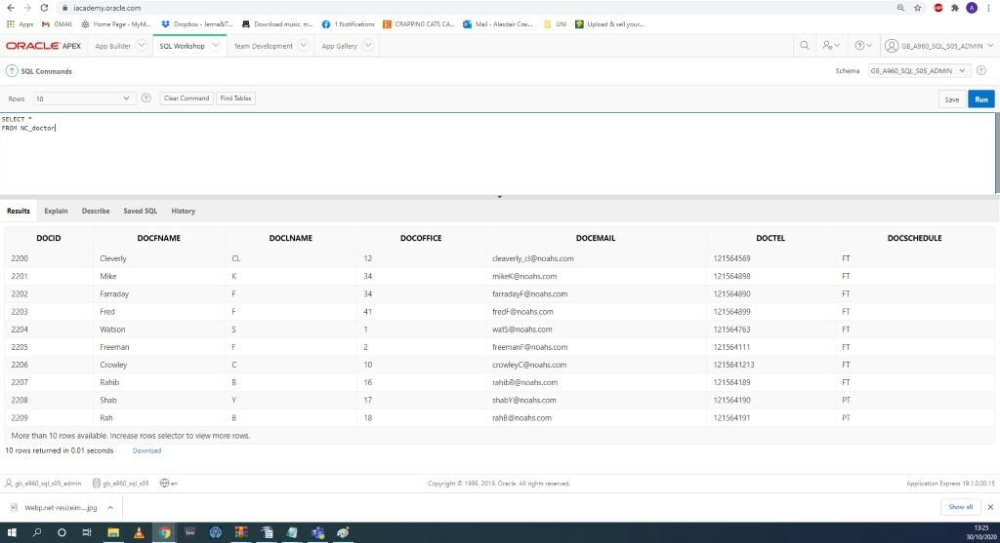 iacademy.oracle.com
Apps GMAIL Home Page - MyM... Dropbox - Jenna&T... Download music, m... 1 Notifications CRAPPING CATS CA... Mail - Alasdair Crai... UNI Upload & sell your...
ORACLE APEX App Builder SQL Workshop Team Development App Gallery GB_A960_SQL_S05_ADMIN
SQL Commands Schema GB_A960_SQL_S05_ADMIN
Rows 10 Clear Command Find Tables Save Run
SELECT *
FROM NC_doctor
Results Explain Describe Saved SQL History
DOCID DOCFNAME DOCLNAME DOCOFFICE DOCEMAIL DOCTEL DOCSCHEDULE
2200 Cleverly CL 12 cleaverly_cl@noahs.com 121564569 FT
2201 Mike K 34 mikeK@noahs.com 121564898 FT
2202 Farraday F 34 farradayF@noahs.com 121564890 FT
2203 Fred F 41 fredF@noahs.com 121564899 FT
2204 Watson S 1 watS@noahs.com 121564763 FT
2205 Freeman F 2 freemanF@noahs.com 121564111 FT
2206 Crowley C 10 crowleyC@noahs.com 1215641213 FT
2207 Rahib B 16 rahibB@noahs.com 121564189 FT
2208 Shab Y 17 shabY@noahs.com 121564190 PT
2209 Rah B 18 rahB@noahs.com 121564191 PT
More than 10 rows available. Increase rows selector to view more rows.
10 rows returned in 0.01 seconds Download
gb_a960_sql_s05_admin gb_a960_sql_s05 en Copyright © 1999, 2019, Oracle. All rights reserved. Application Express 19.1.0.00.15
Webp.net-resizeim....jpg Show all
13:25
30/10/2020